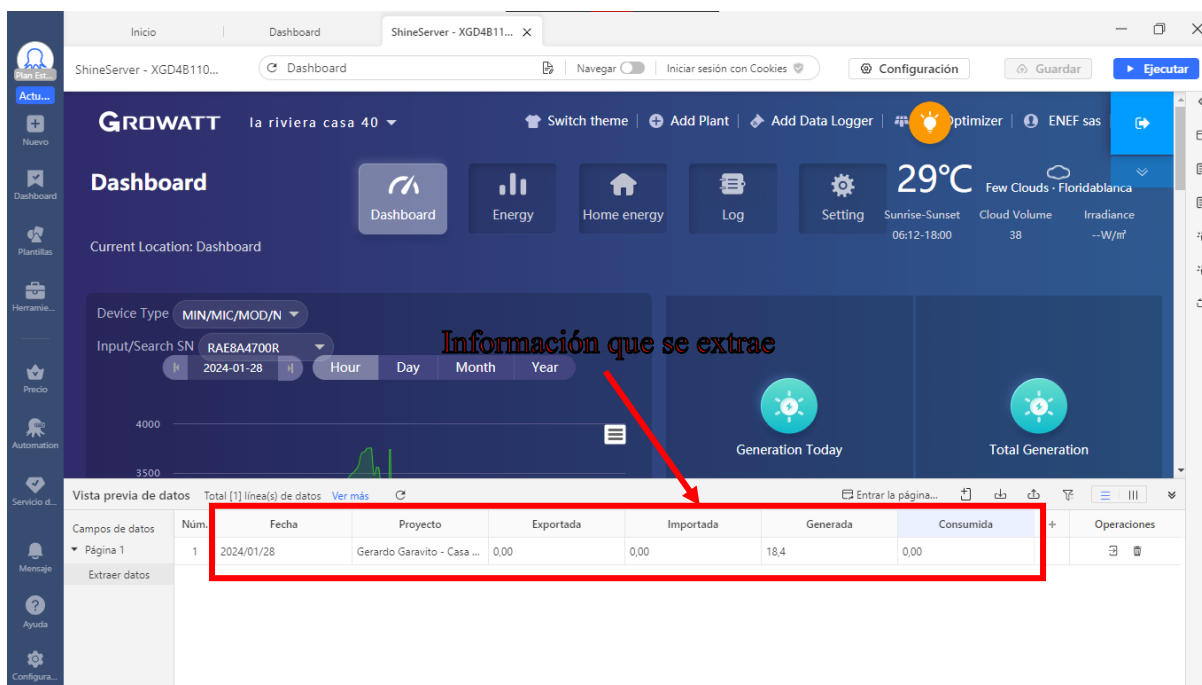 Inicio Dashboard ShineServer - XGD4B11...
Plan Est...
ShineServer - XGD4B110... Dashboard Navegar Iniciar sesión con Cookies Configuración Guardar Ejecutar
Actu...
Nuevo
GROWATT la riviera casa 40 Switch theme Add Plant Add Data Logger Optimizer ENEF sas
Dashboard
Dashboard
Dashboard Energy Home energy Log Setting
29°C Few Clouds · Floridablanca
Sunrise-Sunset Cloud Volume Irradiance
06:12-18:00 38 --W/㎡
Current Location: Dashboard
Plantillas
Herramie...
Device Type MIN/MIC/MOD/N
Input/Search SN RAE8A4700R
Información que se extrae
2024-01-28 Hour Day Month Year
Precio
4000
Automation
Generation Today Total Generation
3500
Servicio d...
Vista previa de datos Total [1] línea(s) de datos Ver más Entrar la página...
Campos de datos Núm. Fecha Proyecto Exportada Importada Generada Consumida + Operaciones
Página 1 1 2024/01/28 Gerardo Garavito - Casa ... 0,00 0,00 18,4 0,00
Extraer datos
Mensaje
Ayuda
Configura...